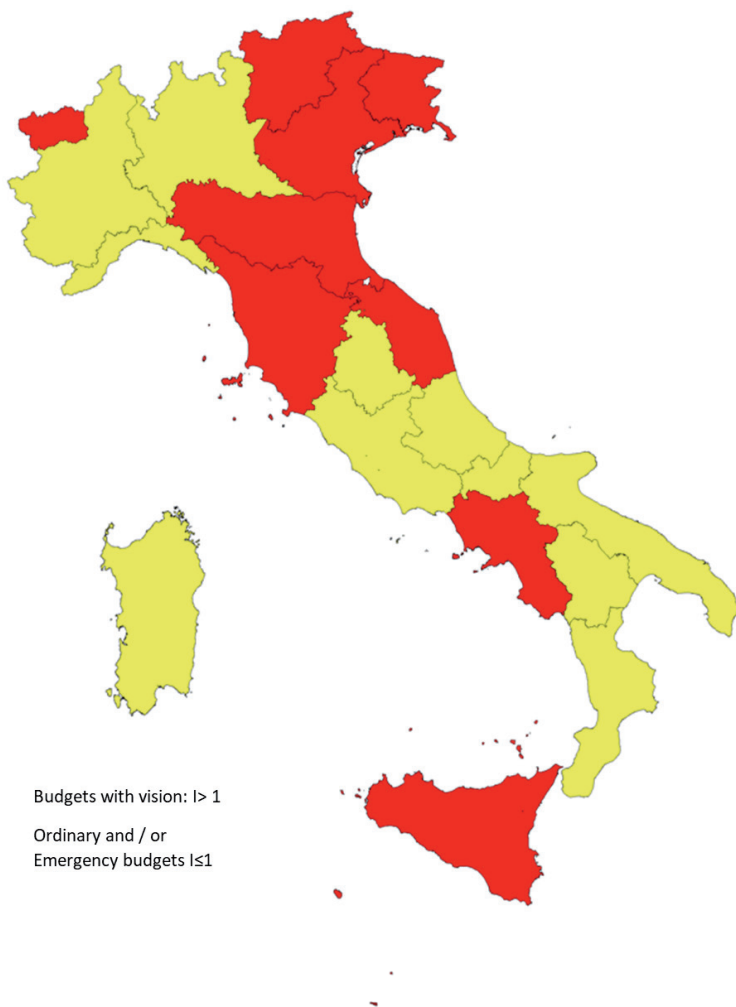 Budgets with vision: I> 1
Ordinary and / or
Emergency budgets I≤1